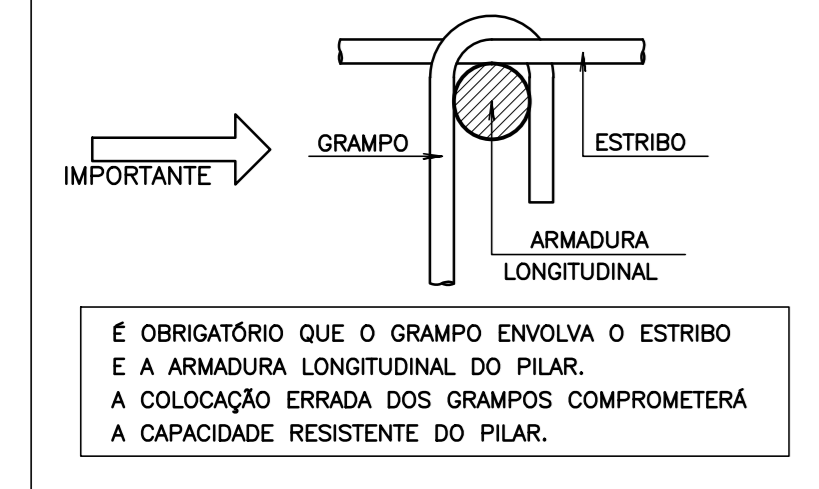 GRAMPO
ESTRIBO
IMPORTANTE
ARMADURA
LONGITUDINAL
É OBRIGATÓRIO QUE O GRAMPO ENVOLVA O ESTRIBO
E A ARMADURA LONGITUDINAL DO PILAR.
A COLOCAÇÃO ERRADA DOS GRAMPOS COMPROMETERÁ
A CAPACIDADE RESISTENTE DO PILAR.